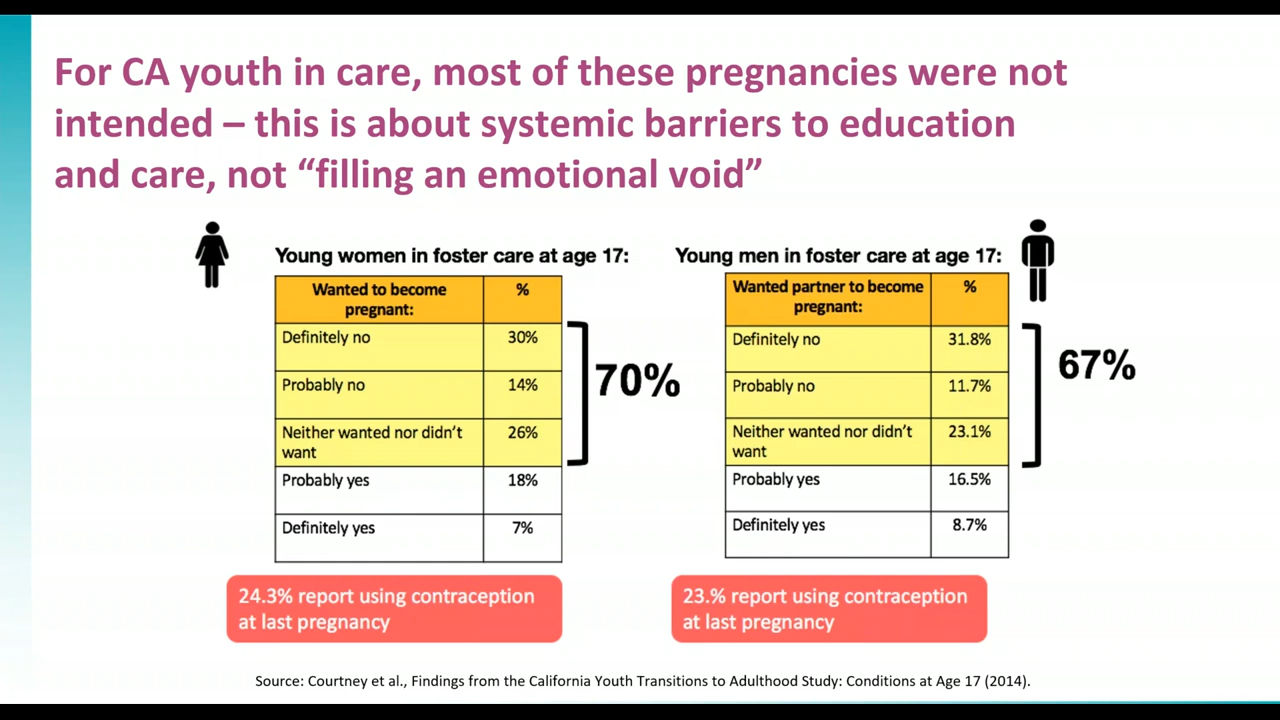 For CA youth in care, most of these pregnancies were not
intended – this is about systemic barriers to education
and care, not “filling an emotional void”
Young women in foster care at age 17:
Wanted to become pregnant: %
Definitely no 30%
Probably no 14%
Neither wanted nor didn’t want 26%
Probably yes 18%
Definitely yes 7%
70%
24.3% report using contraception
at last pregnancy
Young men in foster care at age 17:
Wanted partner to become pregnant: %
Definitely no 31.8%
Probably no 11.7%
Neither wanted nor didn’t want 23.1%
Probably yes 16.5%
Definitely yes 8.7%
67%
23.% report using contraception
at last pregnancy
Source: Courtney et al., Findings from the California Youth Transitions to Adulthood Study: Conditions at Age 17 (2014).